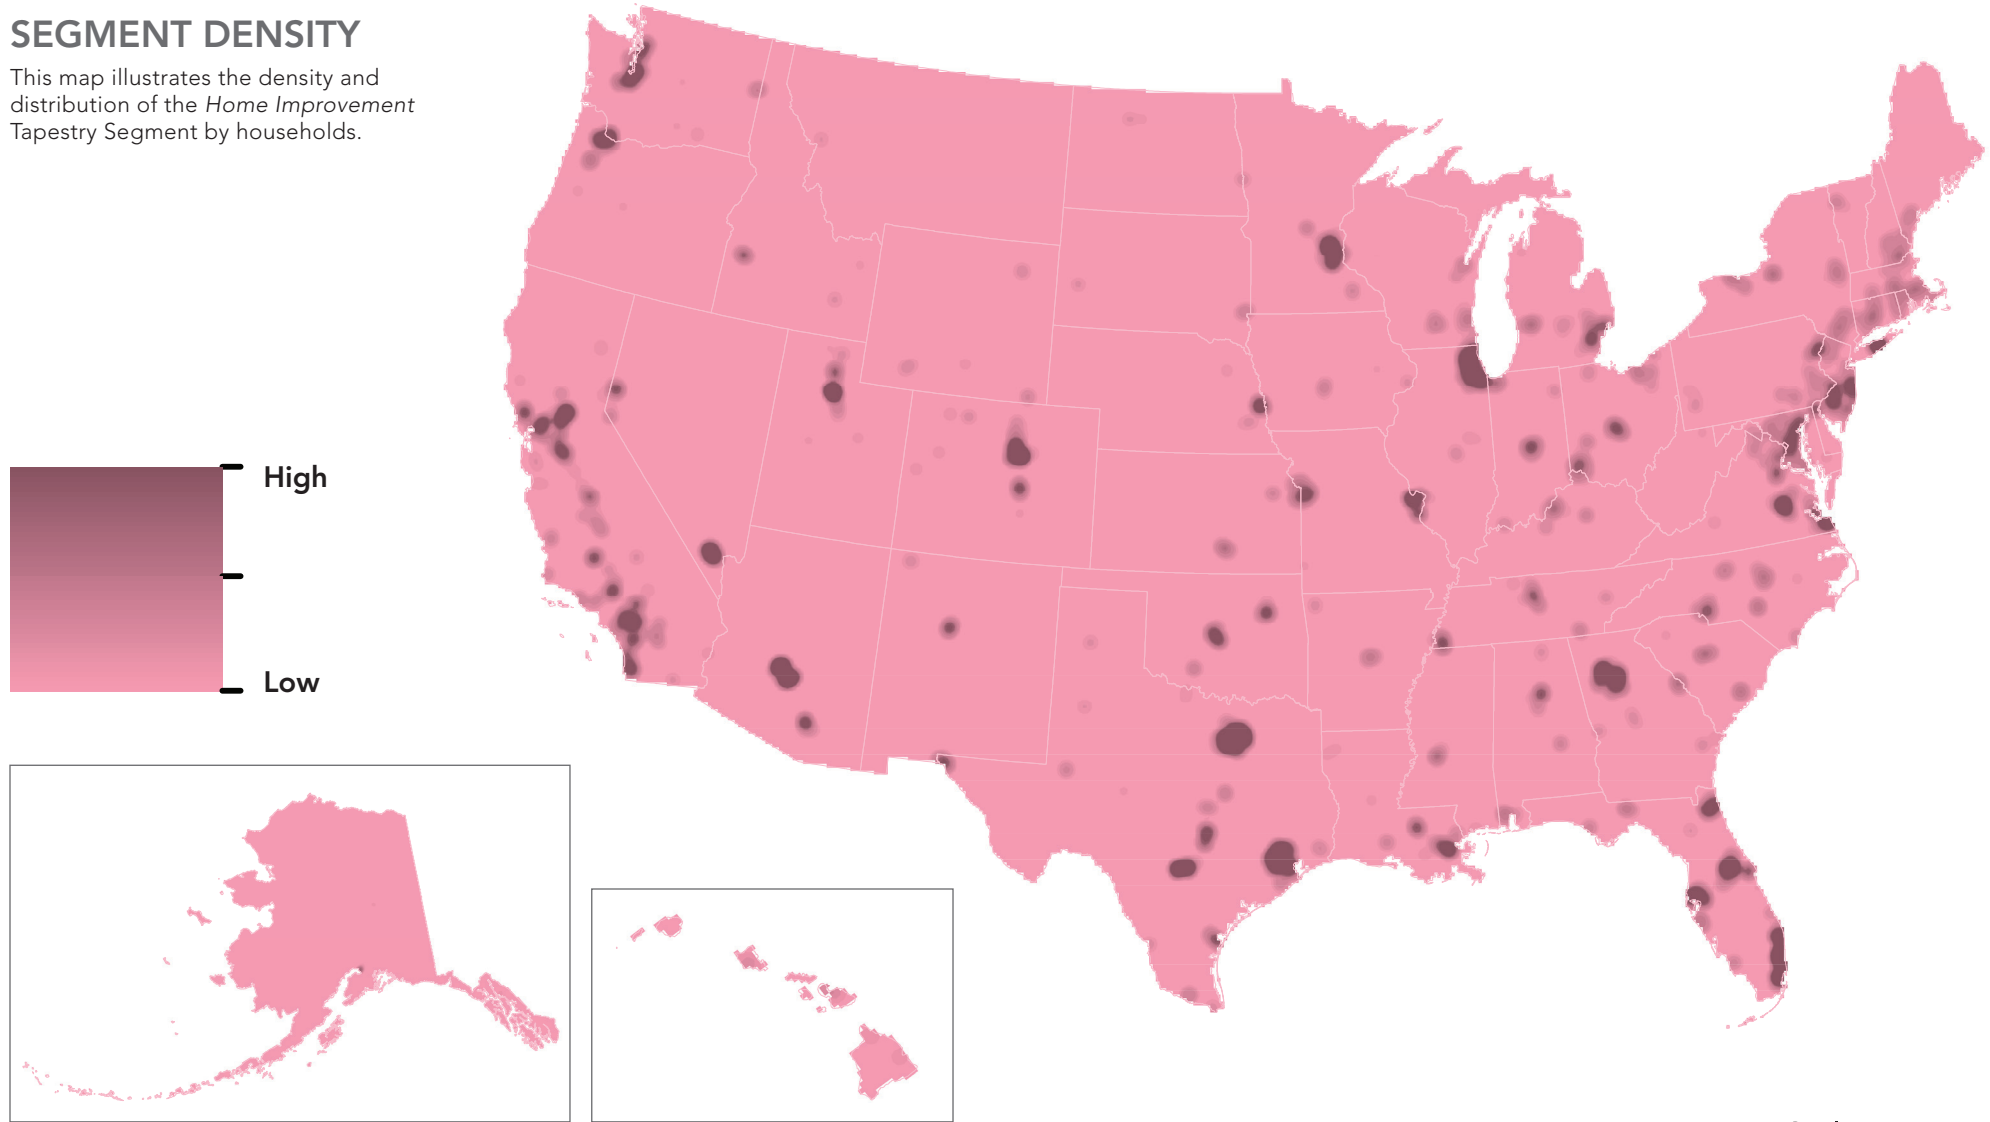 SEGMENT DENSITY
This map illustrates the density and
distribution of the Home Improvement
Tapestry Segment by households.
High
Low